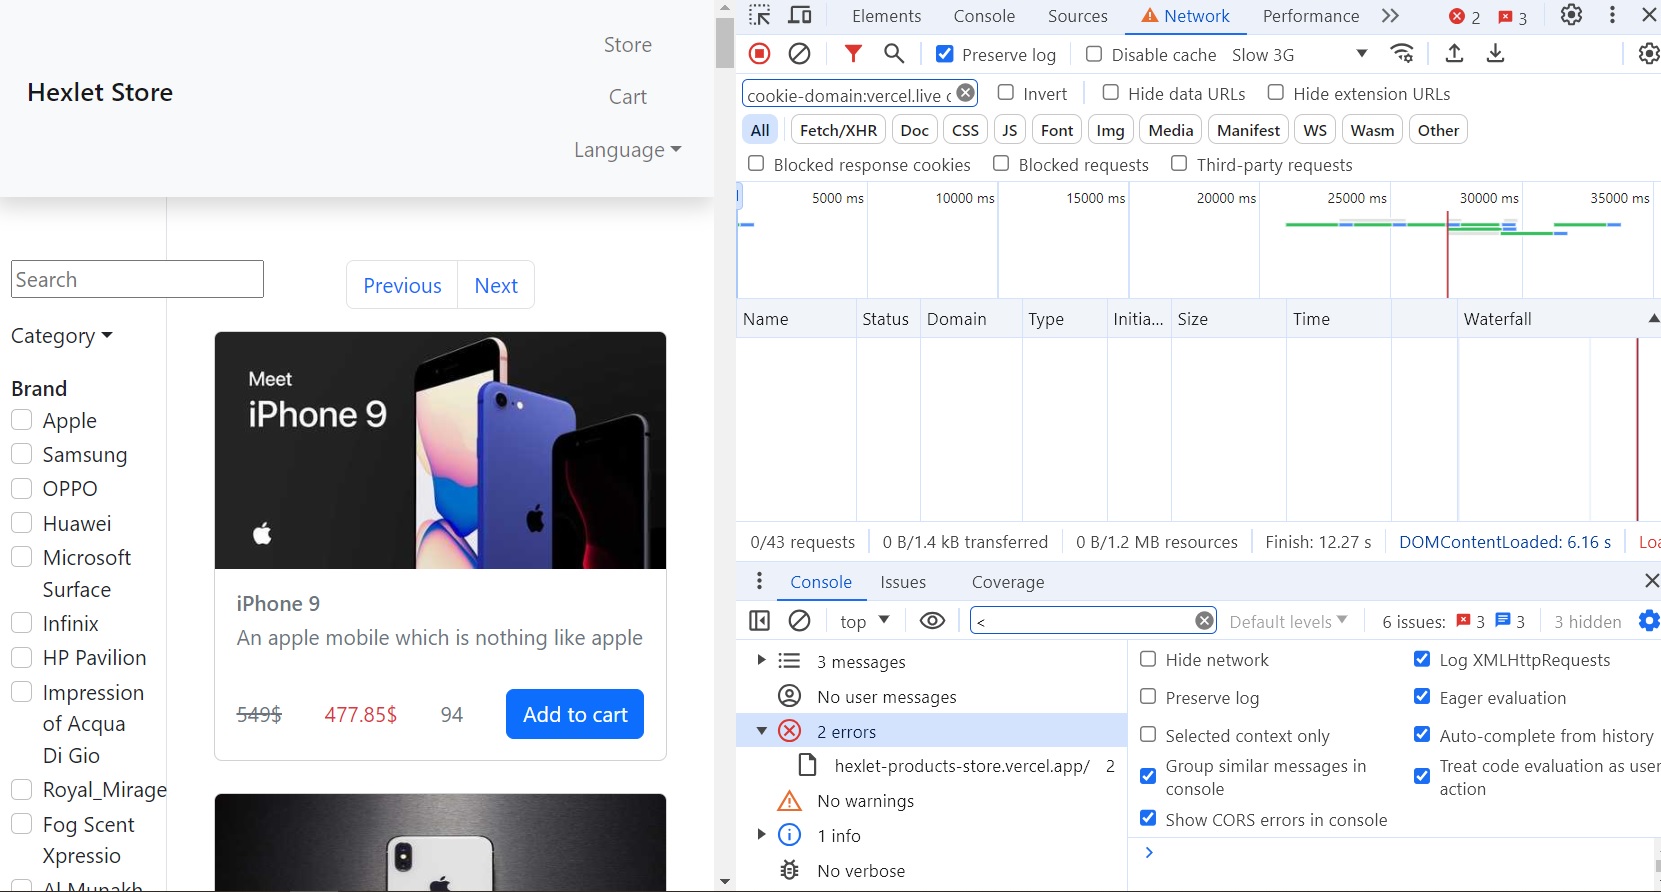 Hexlet Store
Store
Cart
Language
Search
Previous
Next
Category
Brand
Apple
Samsung
OPPO
Huawei
Microsoft
Surface
Infinix
HP Pavilion
Impression
of Acqua
Di Gio
Royal_Mirage
Fog Scent
Xpressio
Al Munakh
Meet
iPhone 9
iPhone 9
An apple mobile which is nothing like apple
549$ 477.85$ 94 Add to cart
Elements Console Sources Network Performance 2 3
Preserve log Disable cache Slow 3G
cookie-domain:vercel.live c Invert Hide data URLs Hide extension URLs
All Fetch/XHR Doc CSS JS Font Img Media Manifest WS Wasm Other
Blocked response cookies Blocked requests Third-party requests
5000 ms 10000 ms 15000 ms 20000 ms 25000 ms 30000 ms 35000 ms
Name Status Domain Type Initia... Size Time Waterfall
0/43 requests 0 B/1.4 kB transferred 0 B/1.2 MB resources Finish: 12.27 s DOMContentLoaded: 6.16 s Loa
Console Issues Coverage
top < Default levels 6 issues: 3 3 3 hidden
3 messages
No user messages
2 errors
hexlet-products-store.vercel.app/ 2
No warnings
1 info
No verbose
Hide network Log XMLHttpRequests
Preserve log Eager evaluation
Selected context only Auto-complete from history
Group similar messages in
console
Treat code evaluation as user
action
Show CORS errors in console